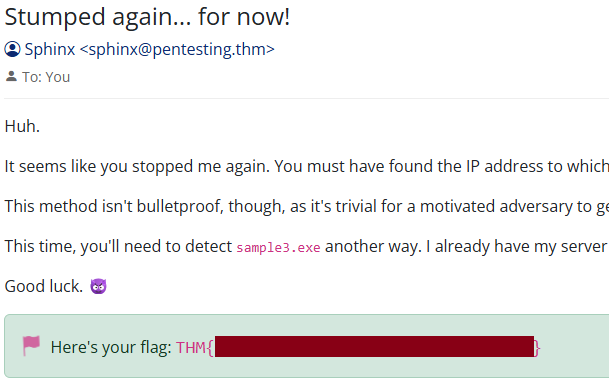 Stumped again... for now!
Sphinx <sphinx@pentesting.thm>
To: You
Huh.
It seems like you stopped me again. You must have found the IP address to which
This method isn't bulletproof, though, as it's trivial for a motivated adversary to ge
This time, you'll need to detect sample3.exe another way. I already have my server
Good luck.
Here's your flag: THM{ }